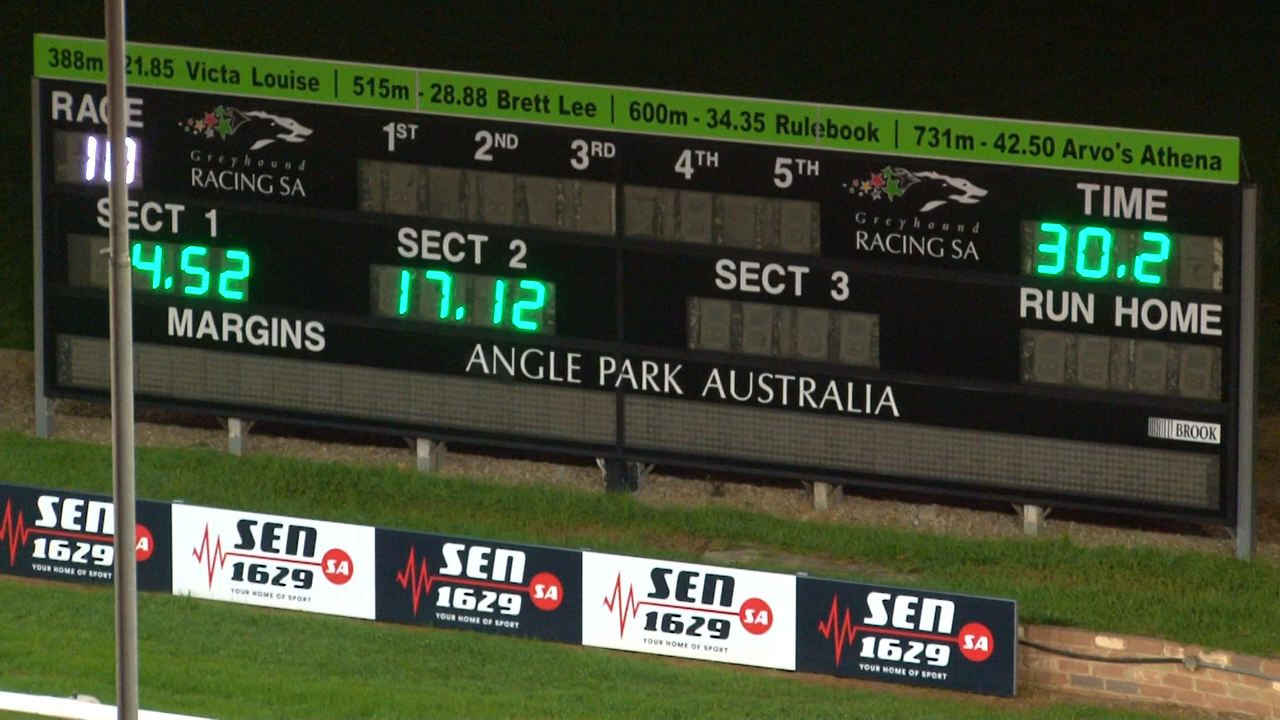 388m 21.85 Victa Louise | 515m - 28.88 Brett Lee | 600m - 34.35 Rulebook | 731m - 42.50 Arvo's Athena
RACE
10
Greyhound
RACING SA
1ST 2ND 3RD 4TH 5TH
Greyhound
RACING SA
TIME
30.2
SECT 1
4.52
SECT 2
17.12
SECT 3
RUN HOME
MARGINS
ANGLE PARK AUSTRALIA
BROOK
SEN
1629
A
YOUR HOME OF SPORT
SEN
1629
SA
YOUR HOME OF SPORT
SEN
1629
SA
YOUR HOME OF SPORT
SEN
1629
SA
YOUR HOME OF SPORT
SEN
1629
SA
YOUR HOME OF SPORT